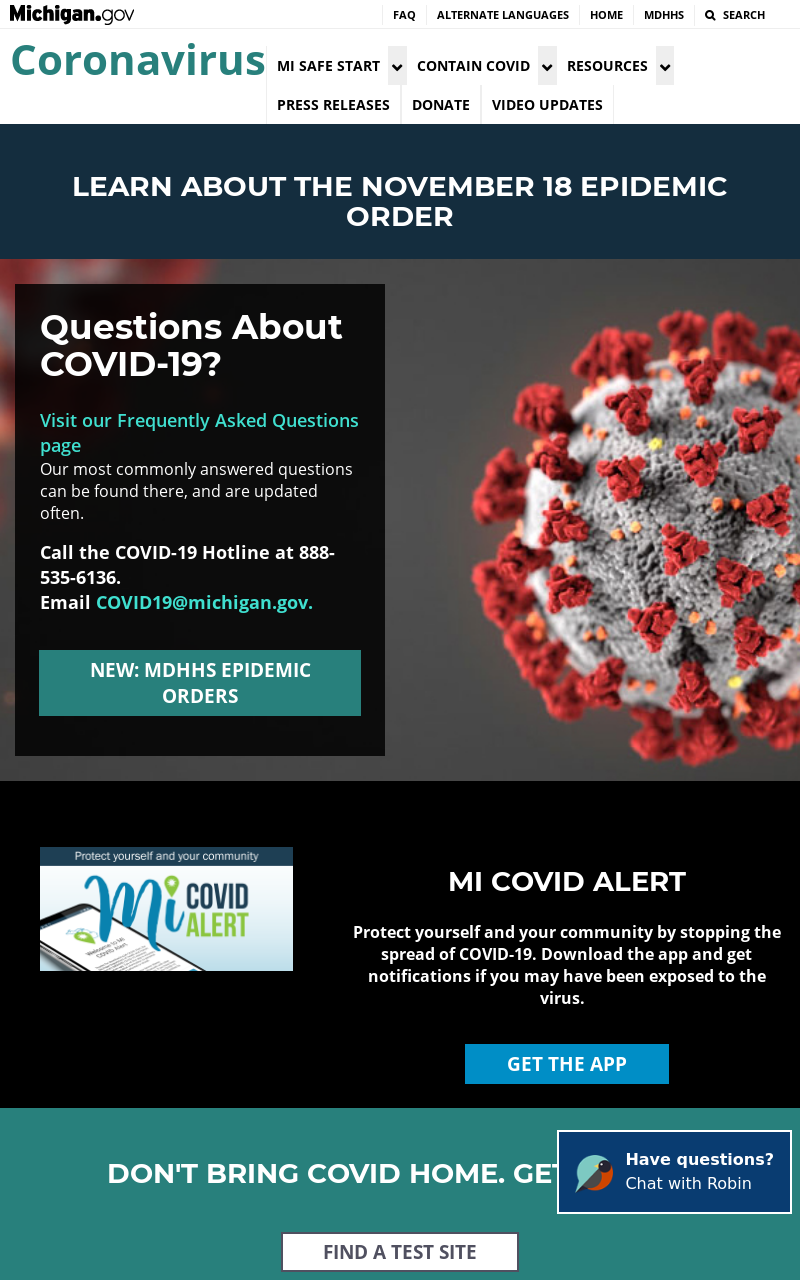 Michigan.gov
FAQ ALTERNATE LANGUAGES HOME MDHHS SEARCH
Coronavirus
MI SAFE START CONTAIN COVID RESOURCES
PRESS RELEASES DONATE VIDEO UPDATES
LEARN ABOUT THE NOVEMBER 18 EPIDEMIC
ORDER
Questions About
COVID-19?
Visit our Frequently Asked Questions
page
Our most commonly answered questions
can be found there, and are updated
often.
Call the COVID-19 Hotline at 888-
535-6136.
Email COVID19@michigan.gov.
NEW: MDHHS EPIDEMIC
ORDERS
Protect yourself and your community
Mi COVID
ALERT
Welcome to MI
COVID Alert
MI COVID ALERT
Protect yourself and your community by stopping the
spread of COVID-19. Download the app and get
notifications if you may have been exposed to the
virus.
GET THE APP
DON'T BRING COVID HOME. GET
Have questions?
Chat with Robin
FIND A TEST SITE